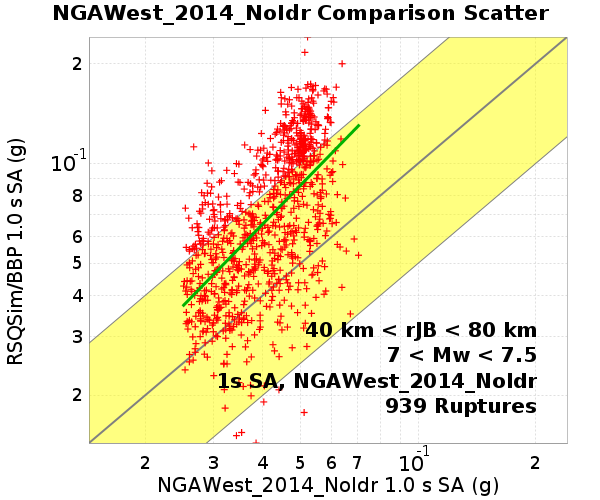 NGAWest_2014_NoIdr Comparison Scatter
RSQSim/BBP 1.0 s SA (g)
2
10-1
8
6
5
4
3
2
40 km < rJB < 80 km
7 < Mw < 7.5
1s SA, NGAWest_2014_NoIdr
939 Ruptures
2 3 4 5 6 7 10-1 2
NGAWest_2014_NoIdr 1.0 s SA (g)